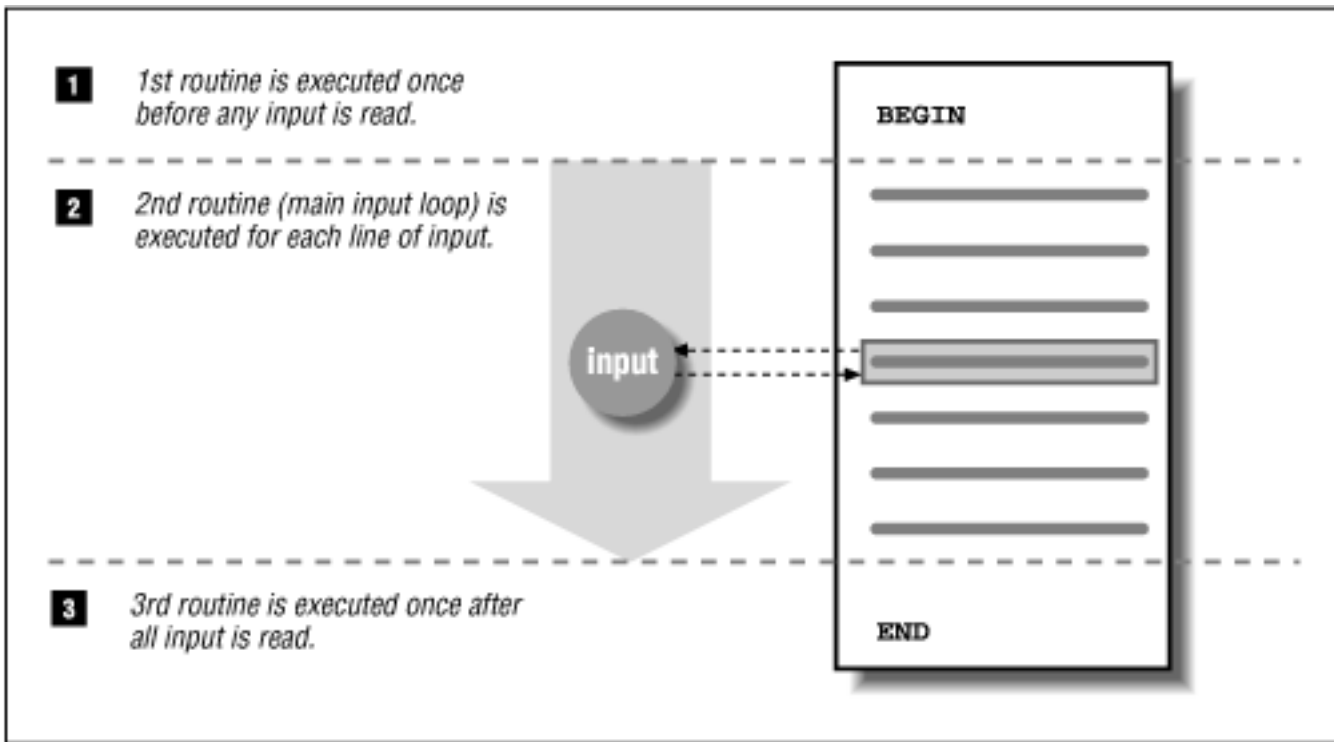 1
1st routine is executed once
before any input is read.
BEGIN
2
2nd routine (main input loop) is
executed for each line of input.
input
3
3rd routine is executed once after
all input is read.
END